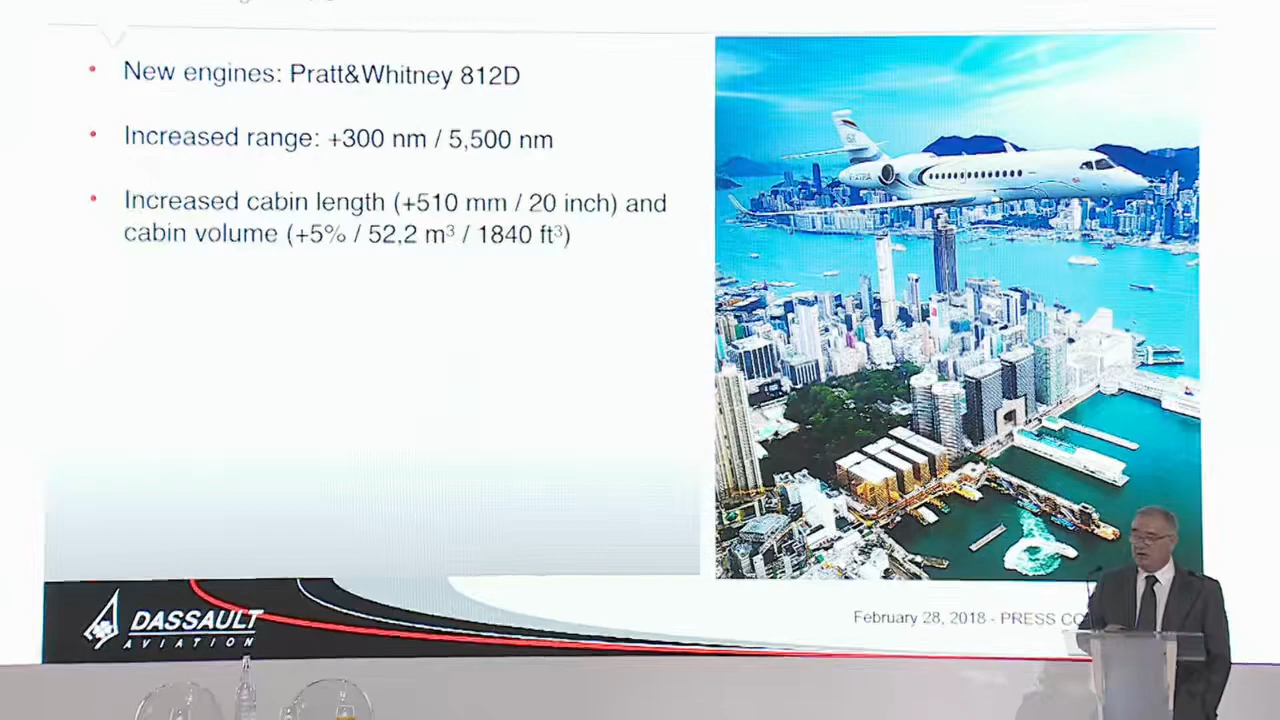 • New engines: Pratt&Whitney 812D
• Increased range: +300 nm / 5,500 nm
• Increased cabin length (+510 mm / 20 inch) and
cabin volume (+5% / 52,2 m³ / 1840 ft³)
DASSAULT
AVIATION
February 28, 2018 - PRESS